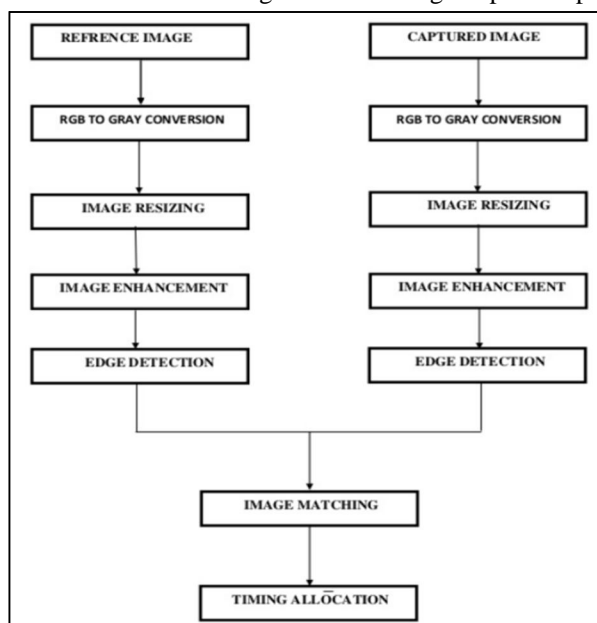 REFRENCE IMAGE
CAPTURED IMAGE
RGB TO GRAY CONVERSION
RGB TO GRAY CONVERSION
IMAGE RESIZING
IMAGE RESIZING
IMAGE ENHANCEMENT
IMAGE ENHANCEMENT
EDGE DETECTION
EDGE DETECTION
IMAGE MATCHING
TIMING ALLOCATION